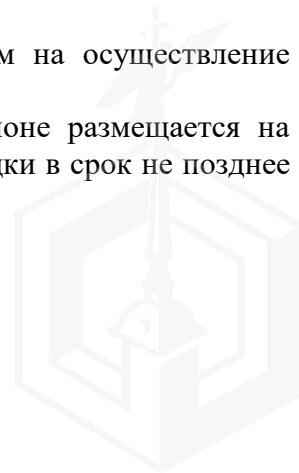 м на осуществление
оне размещается на
дки в срок не позднее